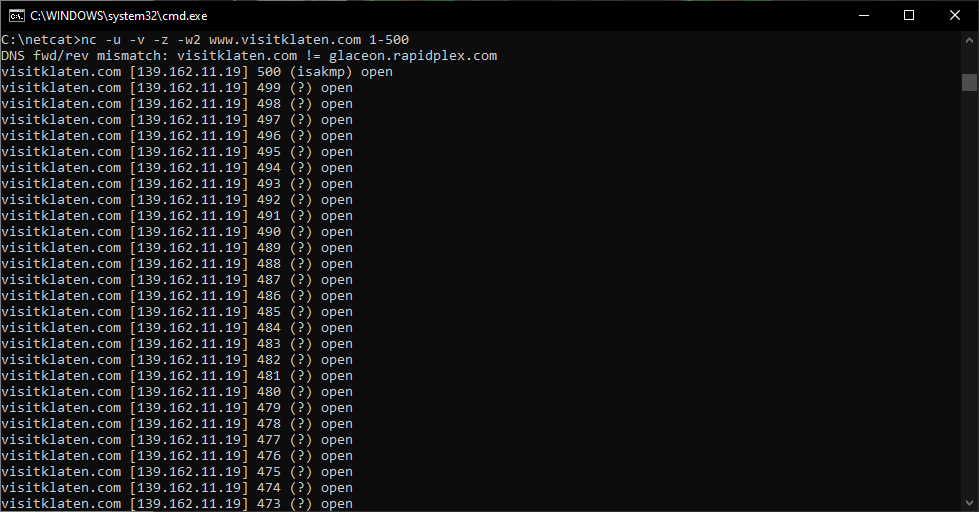 C:\WINDOWS\system32\cmd.exe
C:\netcat>nc -u -v -z -w2 www.visitklaten.com 1-500
DNS fwd/rev mismatch: visitklaten.com != glaceon.rapidplex.com
visitklaten.com [139.162.11.19] 500 (isakmp) open
visitklaten.com [139.162.11.19] 499 (?) open
visitklaten.com [139.162.11.19] 498 (?) open
visitklaten.com [139.162.11.19] 497 (?) open
visitklaten.com [139.162.11.19] 496 (?) open
visitklaten.com [139.162.11.19] 495 (?) open
visitklaten.com [139.162.11.19] 494 (?) open
visitklaten.com [139.162.11.19] 493 (?) open
visitklaten.com [139.162.11.19] 492 (?) open
visitklaten.com [139.162.11.19] 491 (?) open
visitklaten.com [139.162.11.19] 490 (?) open
visitklaten.com [139.162.11.19] 489 (?) open
visitklaten.com [139.162.11.19] 488 (?) open
visitklaten.com [139.162.11.19] 487 (?) open
visitklaten.com [139.162.11.19] 486 (?) open
visitklaten.com [139.162.11.19] 485 (?) open
visitklaten.com [139.162.11.19] 484 (?) open
visitklaten.com [139.162.11.19] 483 (?) open
visitklaten.com [139.162.11.19] 482 (?) open
visitklaten.com [139.162.11.19] 481 (?) open
visitklaten.com [139.162.11.19] 480 (?) open
visitklaten.com [139.162.11.19] 479 (?) open
visitklaten.com [139.162.11.19] 478 (?) open
visitklaten.com [139.162.11.19] 477 (?) open
visitklaten.com [139.162.11.19] 476 (?) open
visitklaten.com [139.162.11.19] 475 (?) open
visitklaten.com [139.162.11.19] 474 (?) open
visitklaten.com [139.162.11.19] 473 (?) open